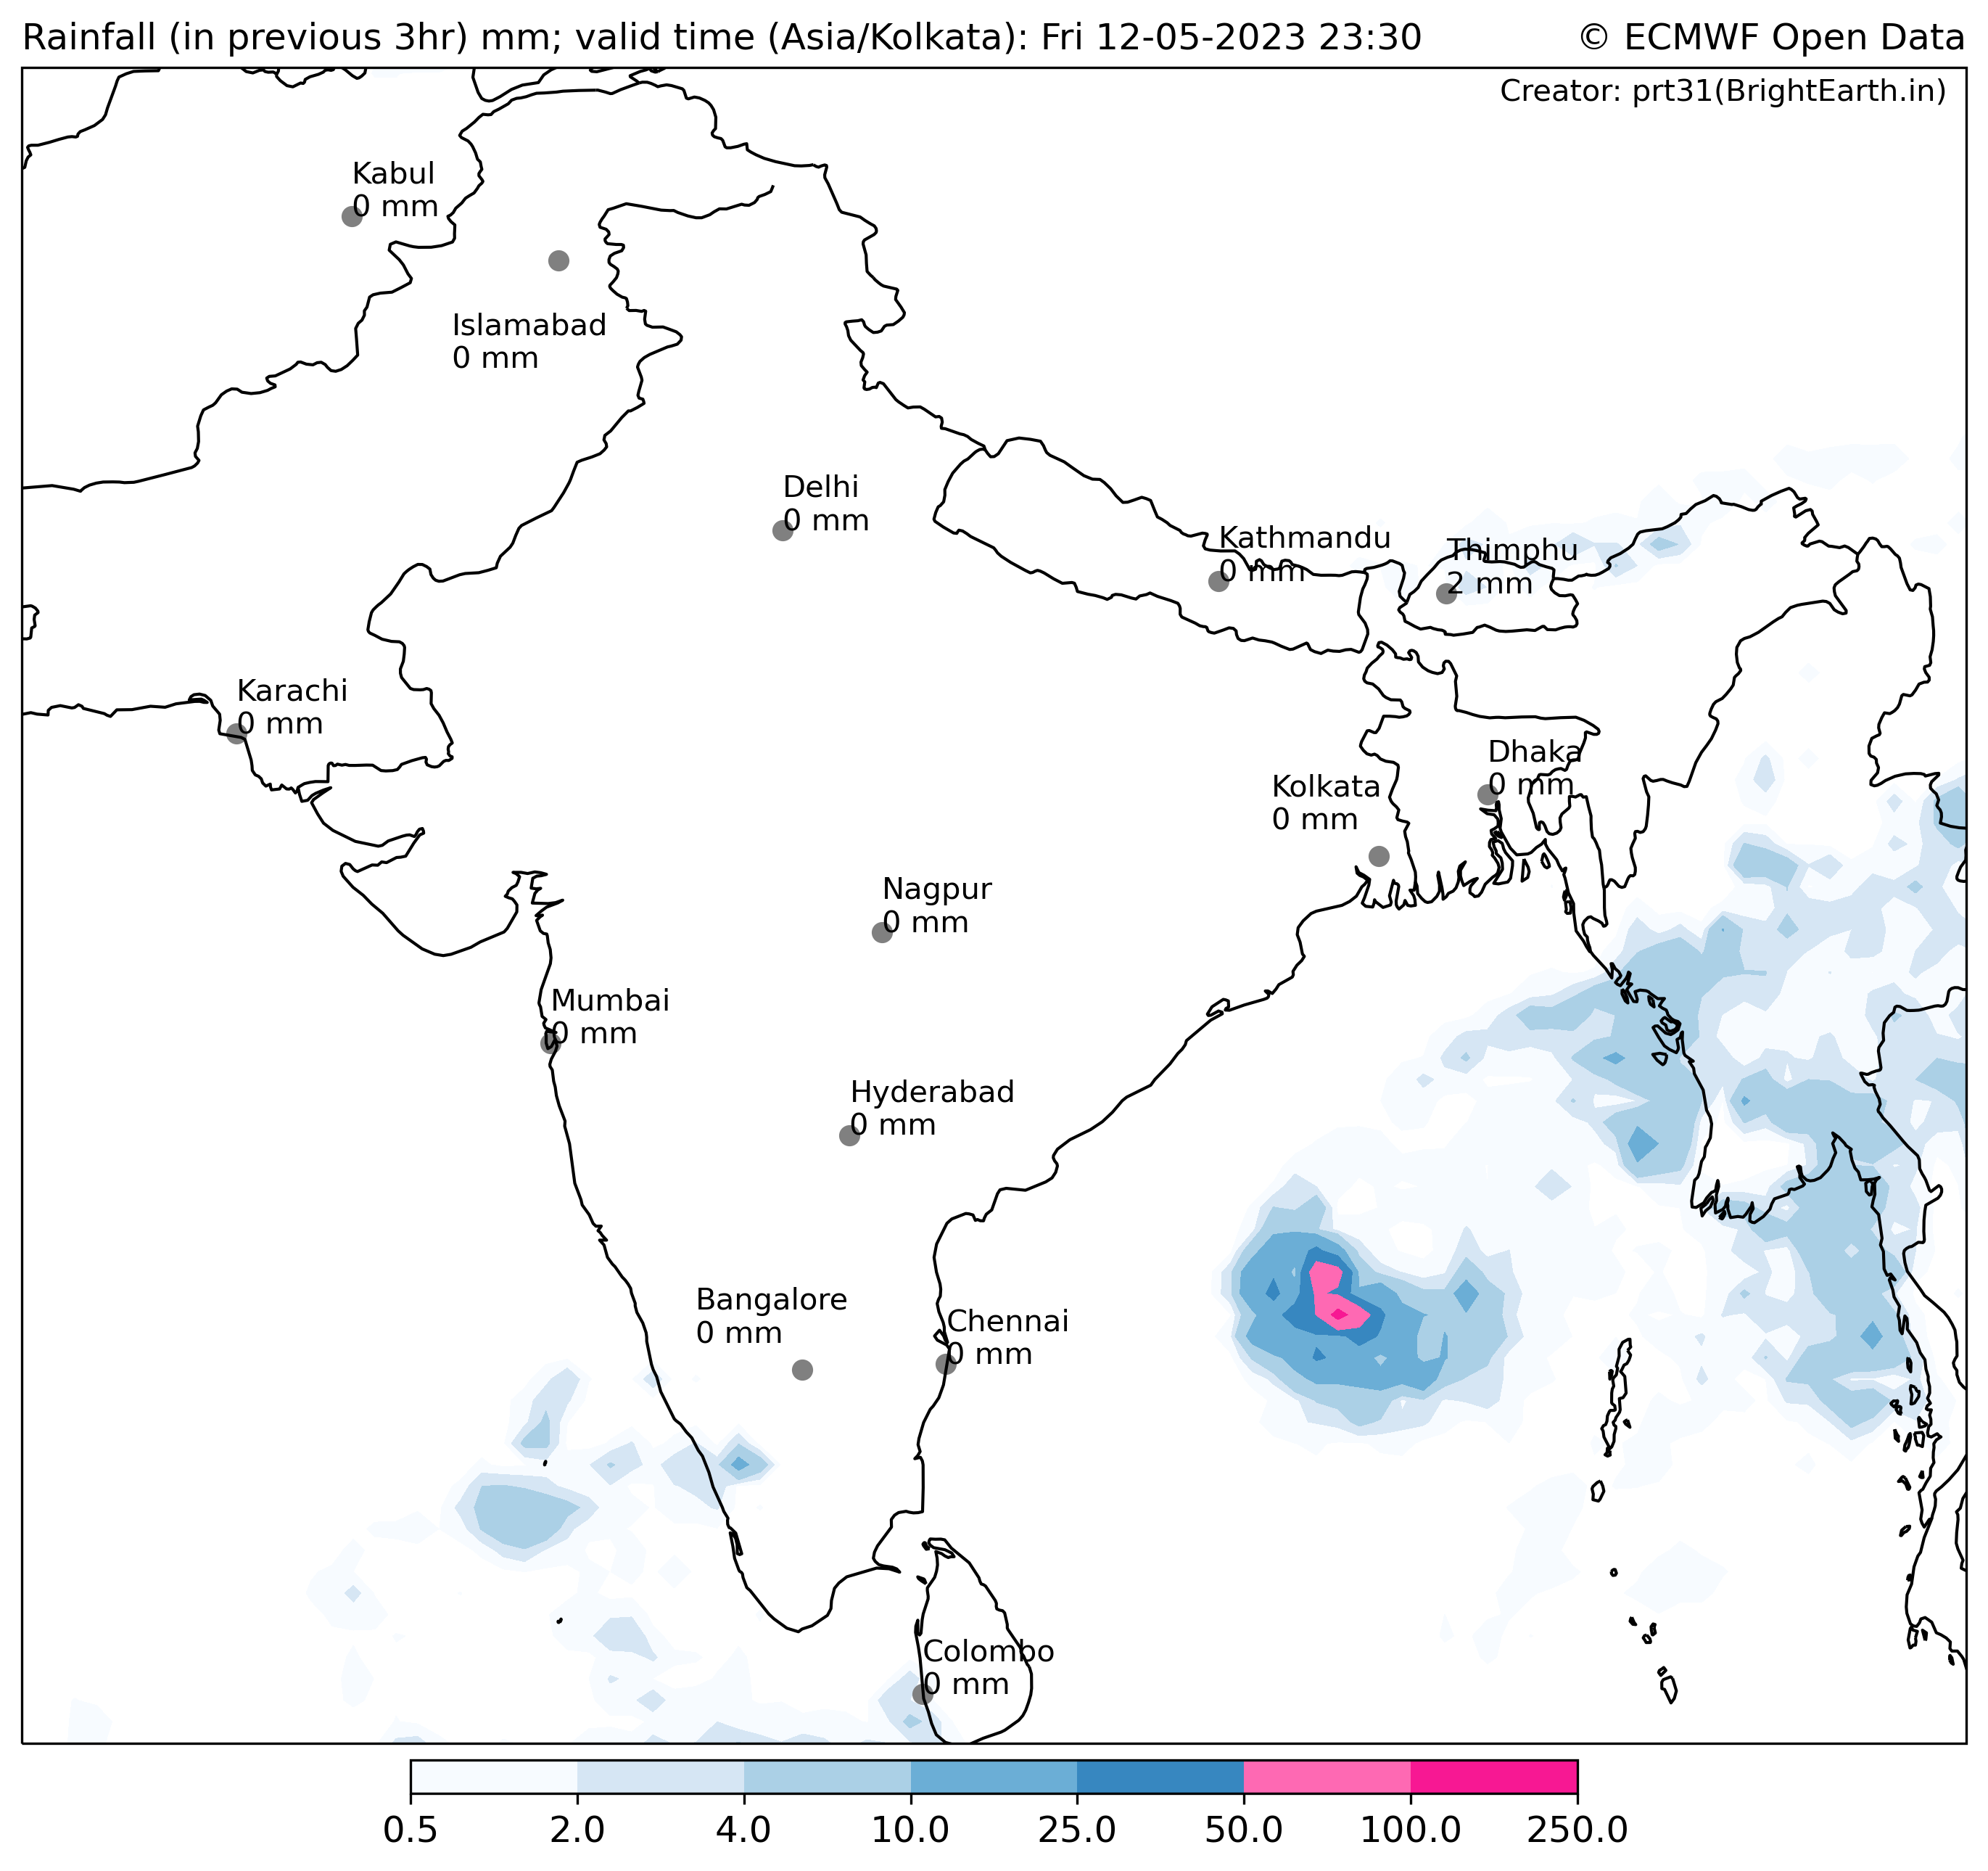 Rainfall (in previous 3hr) mm; valid time (Asia/Kolkata): Fri 12-05-2023 23:30
© ECMWF Open Data
Creator: prt31(BrightEarth.in)
Kabul
0 mm
Islamabad
0 mm
Delhi
0 mm
Kathmandu
0 mm
Thimphu
2 mm
Karachi
0 mm
Dhaka
0 mm
Kolkata
0 mm
Nagpur
0 mm
Mumbai
0 mm
Hyderabad
0 mm
Bangalore
0 mm
Chennai
0 mm
Colombo
0 mm
0.5 2.0 4.0 10.0 25.0 50.0 100.0 250.0